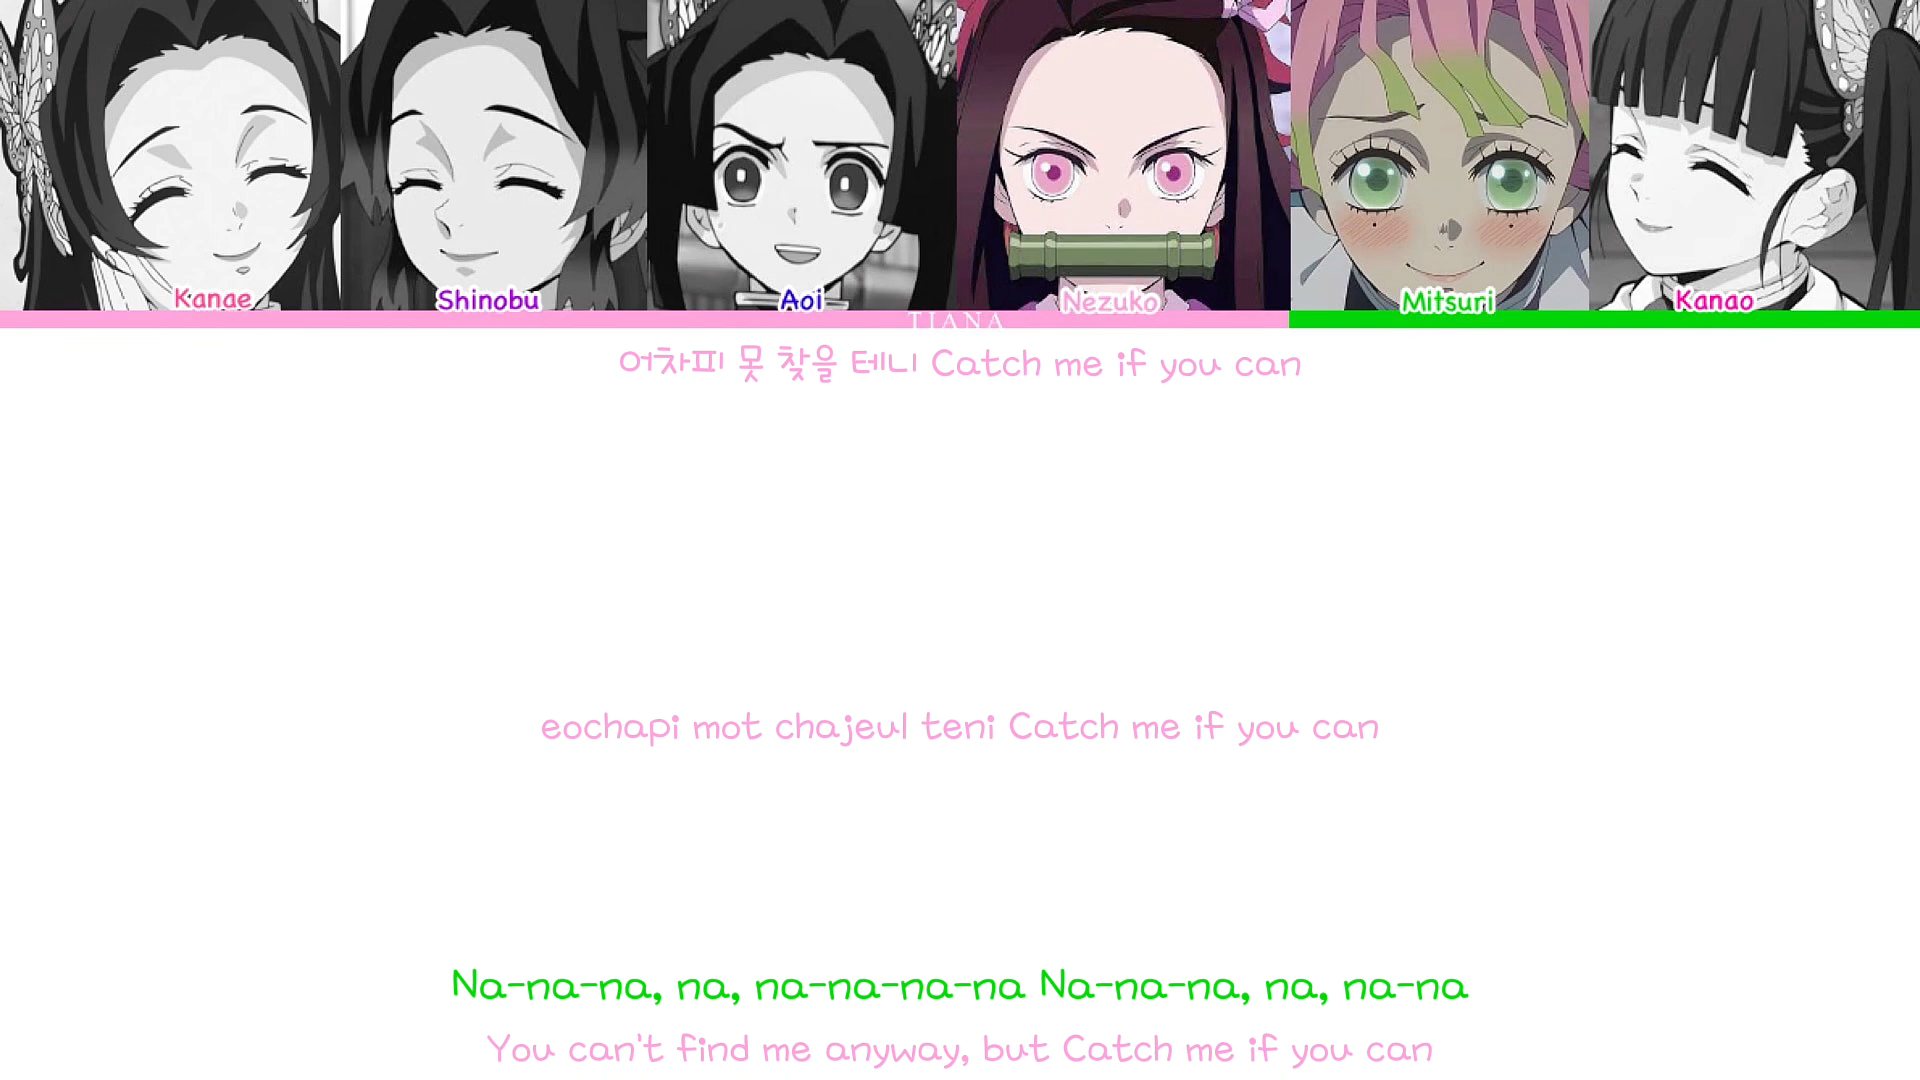 Kanae Shinobu Aoi Nezuko Mitsuri Kanao
TIANA
어차피 못 찾을 테니 Catch me if you can
eochapi mot chajeul teni Catch me if you can
Na-na-na, na, na-na-na-na Na-na-na, na, na-na
You can't find me anyway, but Catch me if you can